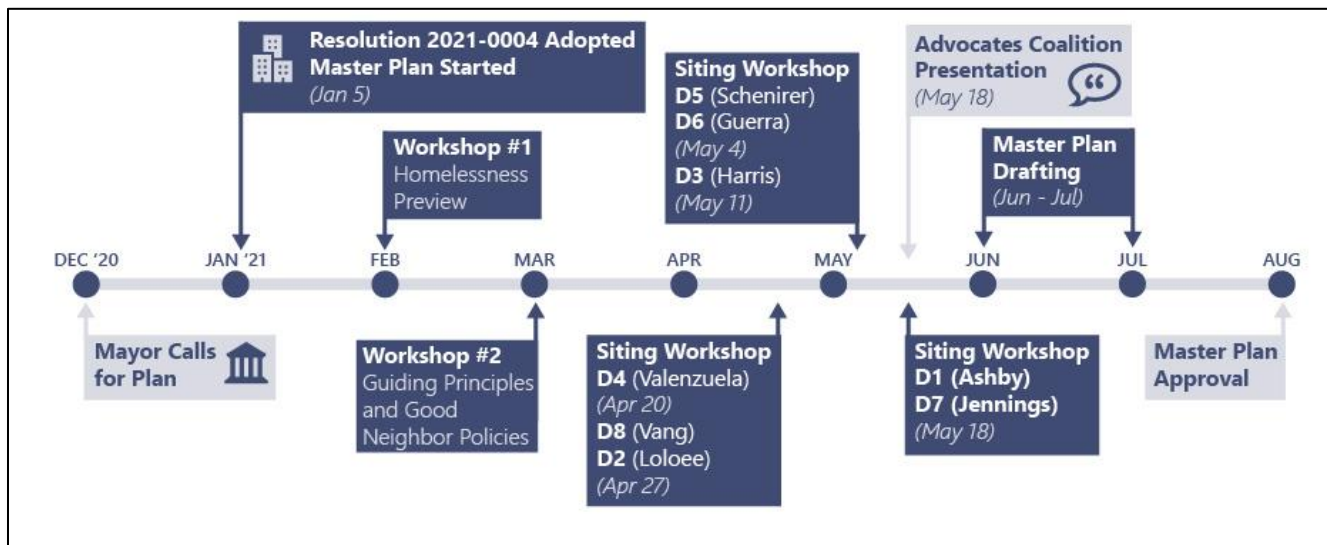 Resolution 2021-0004 Adopted
Master Plan Started
(Jan 5)
Workshop #1
Homelessness
Preview
Siting Workshop
D5 (Schenirer)
D6 (Guerra)
(May 4)
D3 (Harris)
(May 11)
Advocates Coalition
Presentation
(May 18)
Master Plan
Drafting
(Jun - Jul)
DEC '20
JAN '21
FEB
MAR
APR
MAY
JUN
JUL
AUG
Mayor Calls
for Plan
Workshop #2
Guiding Principles
and Good
Neighbor Policies
Siting Workshop
D4 (Valenzuela)
(Apr 20)
D8 (Vang)
D2 (Loloee)
(Apr 27)
Siting Workshop
D1 (Ashby)
D7 (Jennings)
(May 18)
Master Plan
Approval